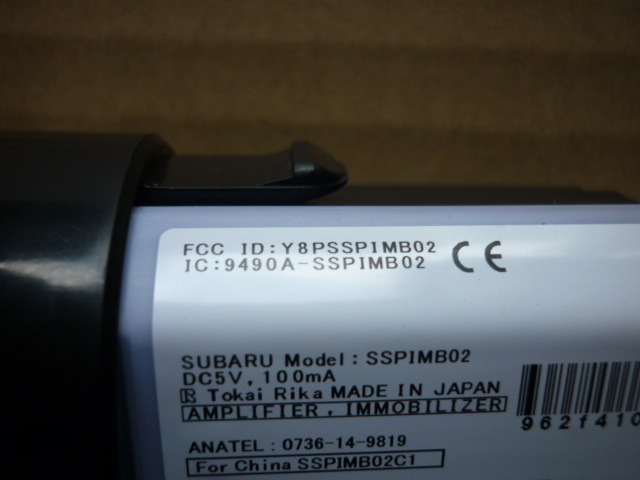 FCC ID:Y8PSSPIMB02
IC:9490A-SSPIMB02
CE
SUBARU Model:SSPIMB02
DC5V,100mA
R Tokai Rika MADE IN JAPAN
AMPLIFIER, IMMOBILIZER
962f410
ANATEL:0736-14-9819
For China SSPIMB02C1